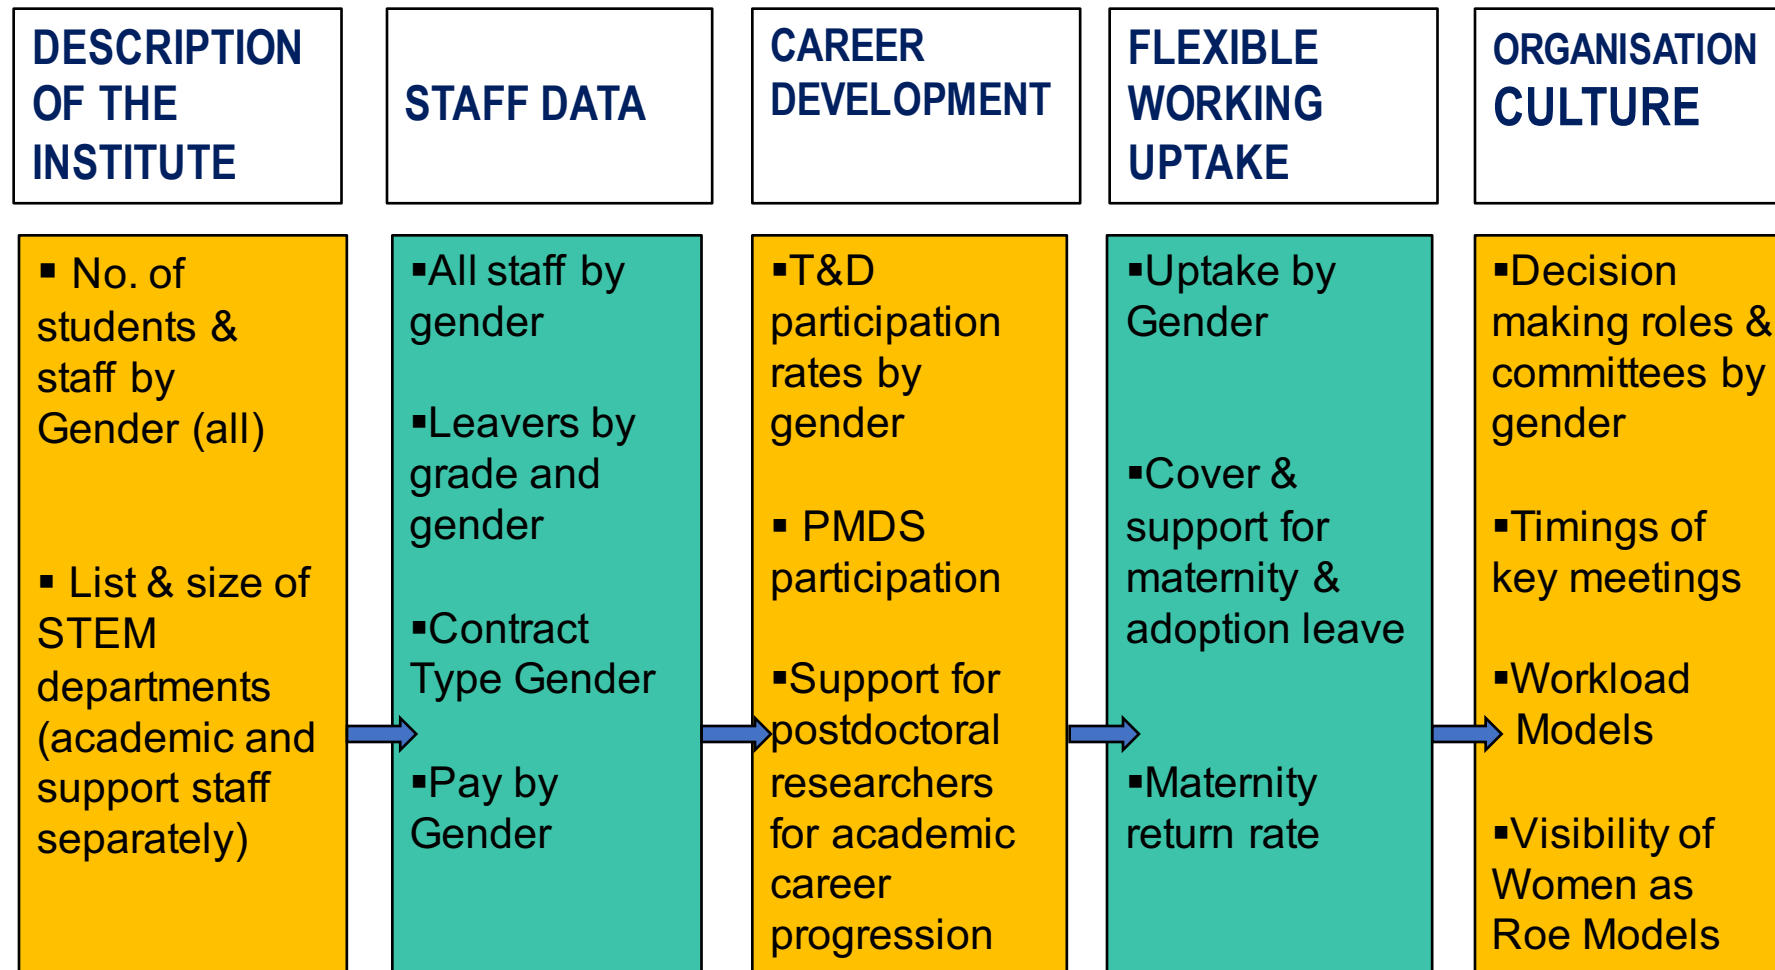 DESCRIPTION
OF THE
INSTITUTE
STAFF DATA
CAREER
DEVELOPMENT
FLEXIBLE
WORKING
UPTAKE
ORGANISATION
CULTURE
▪ No. of
students &
staff by
Gender (all)
▪ List & size of
STEM
departments
(academic and
support staff
separately)
▪All staff by
gender
▪Leavers by
grade and
gender
▪Contract
Type Gender
▪Pay by
Gender
▪T&D
participation
rates by
gender
▪ PMDS
participation
▪Support for
postdoctoral
researchers
for academic
career
progression
▪Uptake by
Gender
▪Cover &
support for
maternity &
adoption leave
▪Maternity
return rate
▪Decision
making roles &
committees by
gender
▪Timings of
key meetings
▪Workload
Models
▪Visibility of
Women as
Roe Models